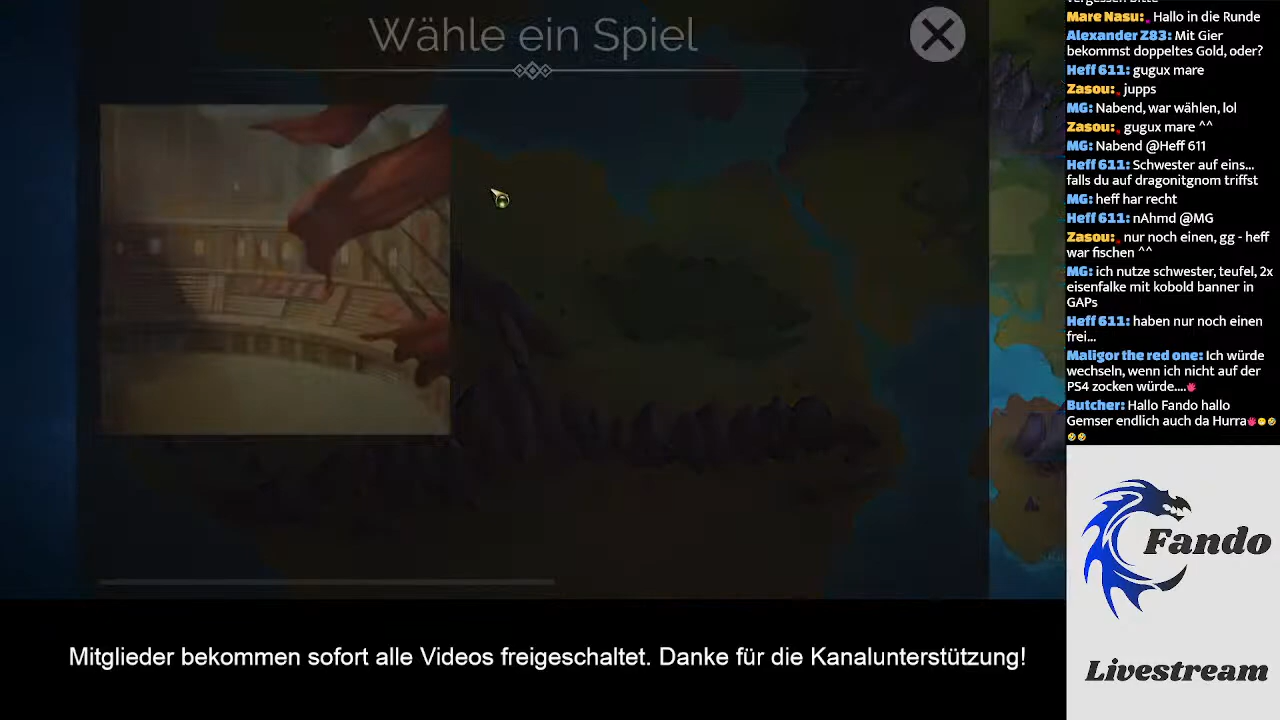 Wähle ein Spiel
vergessen bitte
Mare Nasu: Hallo in die Runde
Alexander Z83: Mit Gier
bekommst doppeltes Gold, oder?
Heff 611: gugux mare
Zasou: jupps
MG: Nabend, war wählen, lol
Zasou: gugux mare ^^
MG: Nabend @Heff 611
Heff 611: Schwester auf eins...
falls du auf dragonitgnom triffst
MG: heff har recht
Heff 611: nAhmd @MG
Zasou: nur noch einen, gg - heff
war fischen ^^
MG: ich nutze schwester, teufel, 2x
eisenfalke mit kobold banner in
GAPs
Heff 611: haben nur noch einen
frei...
Maligor the red one: Ich würde
wechseln, wenn ich nicht auf der
PS4 zocken würde....
Butcher: Hallo Fando hallo
Gemser endlich auch da Hurra
Fando
Livestream
Mitglieder bekommen sofort alle Videos freigeschaltet. Danke für die Kanalunterstützung!